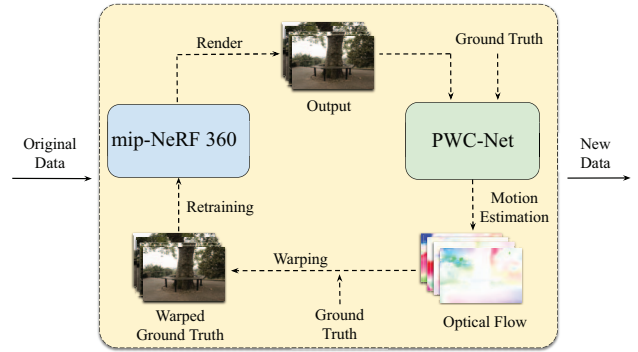 Render
Output
Ground Truth
Original
Data
mip-NeRF 360
PWC-Net
New
Data
Retraining
Motion
Estimation
Warping
Warped
Ground Truth
Ground
Truth
Optical Flow